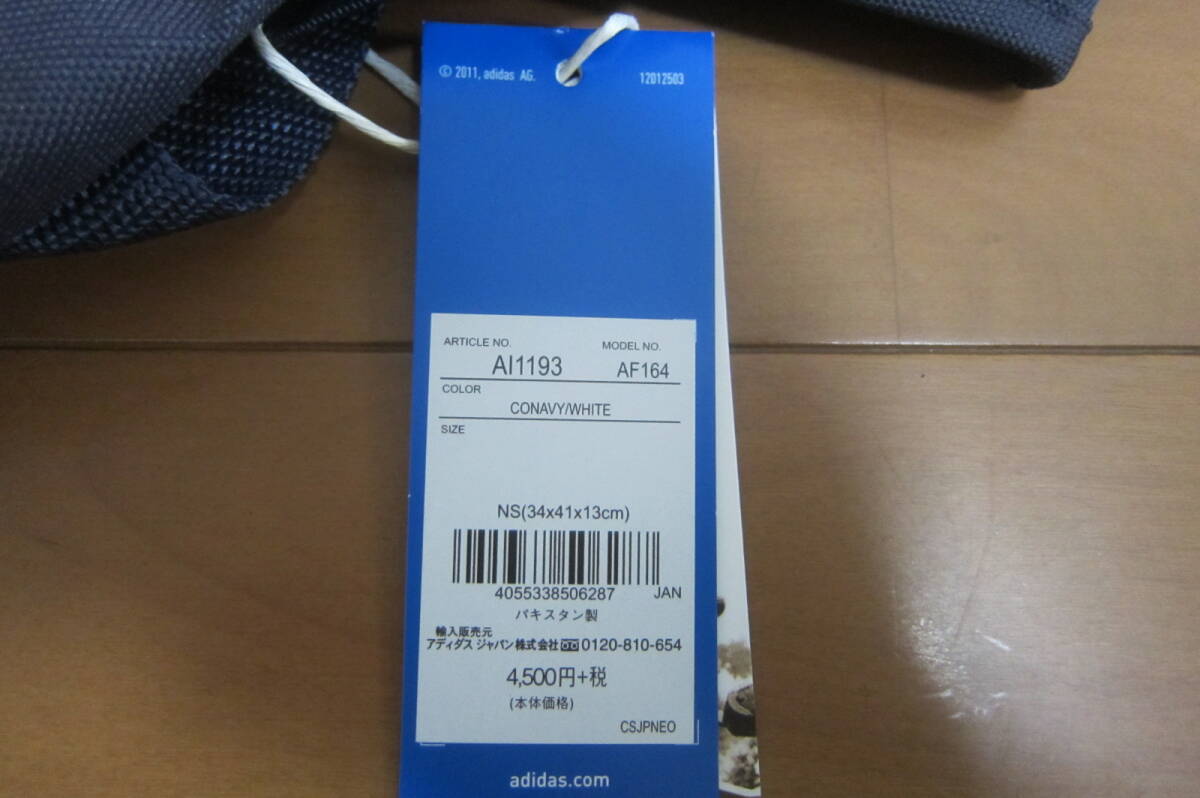 © 2011, adidas AG. 12012503
ARTICLE NO. MODEL NO.
AI1193 AF164
COLOR
CONAVY/WHITE
SIZE
NS(34x41x13cm)
4055338506287 JAN
パキスタン製
輸入販売元
アディダス ジャパン株式会社 0120-810-654
4,500円+税
(本体価格)
CSJPNEO
adidas.com